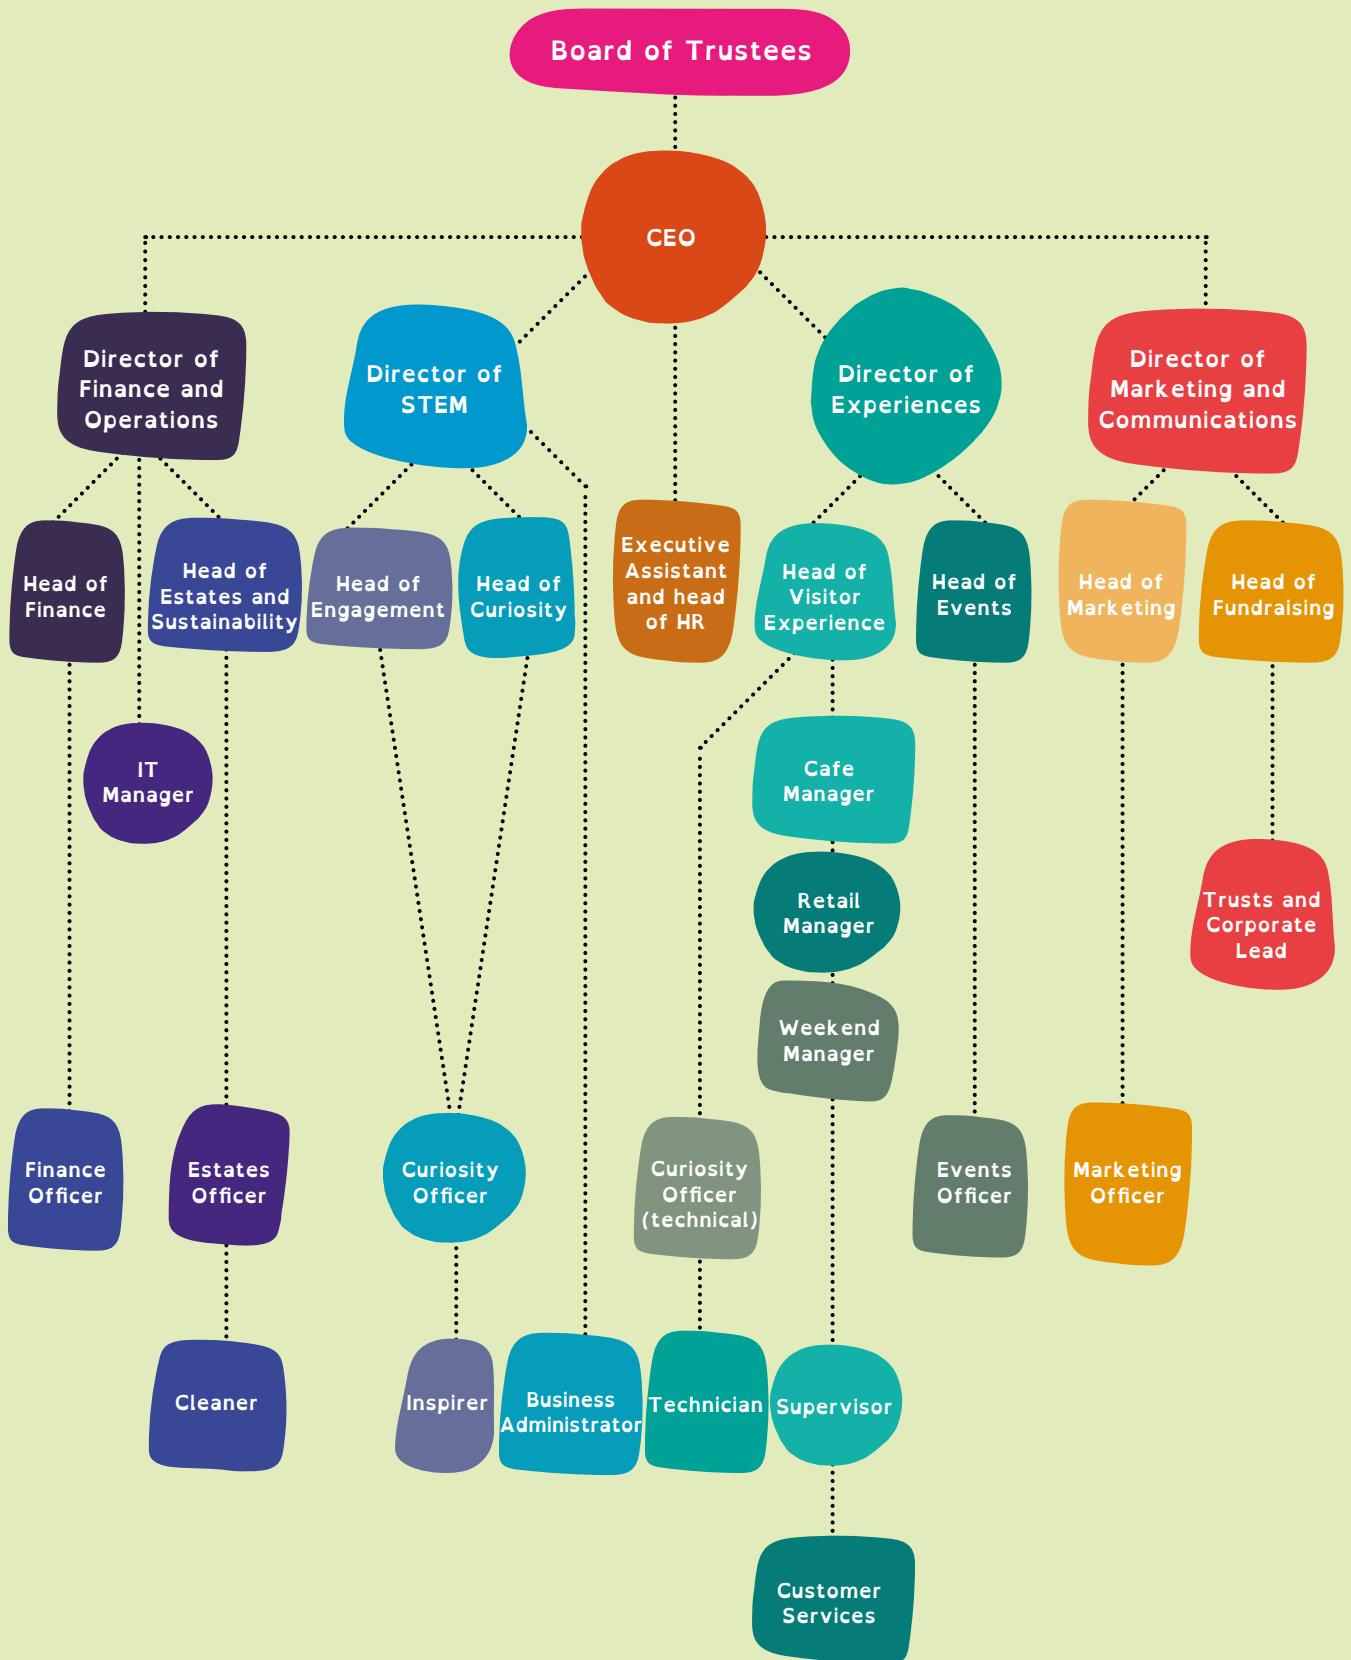 Board of Trustees
CEO
Director of
Finance and
Operations
Director of
STEM
Director of
Experiences
Director of
Marketing and
Communications
Head of
Finance
Head of
Estates and
Sustainability
Head of
Engagement
Head of
Curiosity
Executive
Assistant
and head
of HR
Head of
Visitor
Experience
Head of
Events
Head of
Marketing
Head of
Fundraising
IT
Manager
Cafe
Manager
Retail
Manager
Trusts and
Corporate
Lead
Weekend
Manager
Finance
Officer
Estates
Officer
Curiosity
Officer
Curiosity
Officer
(technical)
Events
Officer
Marketing
Officer
Cleaner
Inspirer
Business
Administrator
Technician
Supervisor
Customer
Services